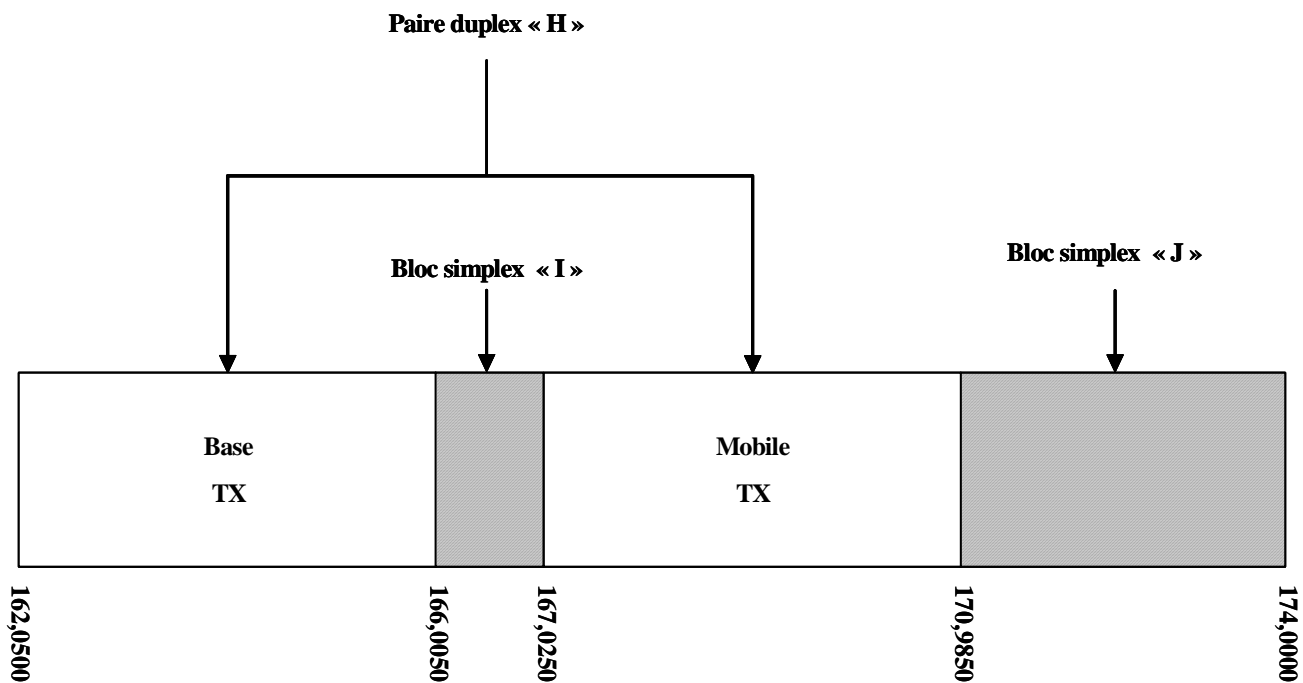 Paire duplex « H »
Bloc simplex « I »
Bloc simplex « J »
Base
TX
Mobile
TX
162,0500
166,0050
167,0250
170,9850
174,0000